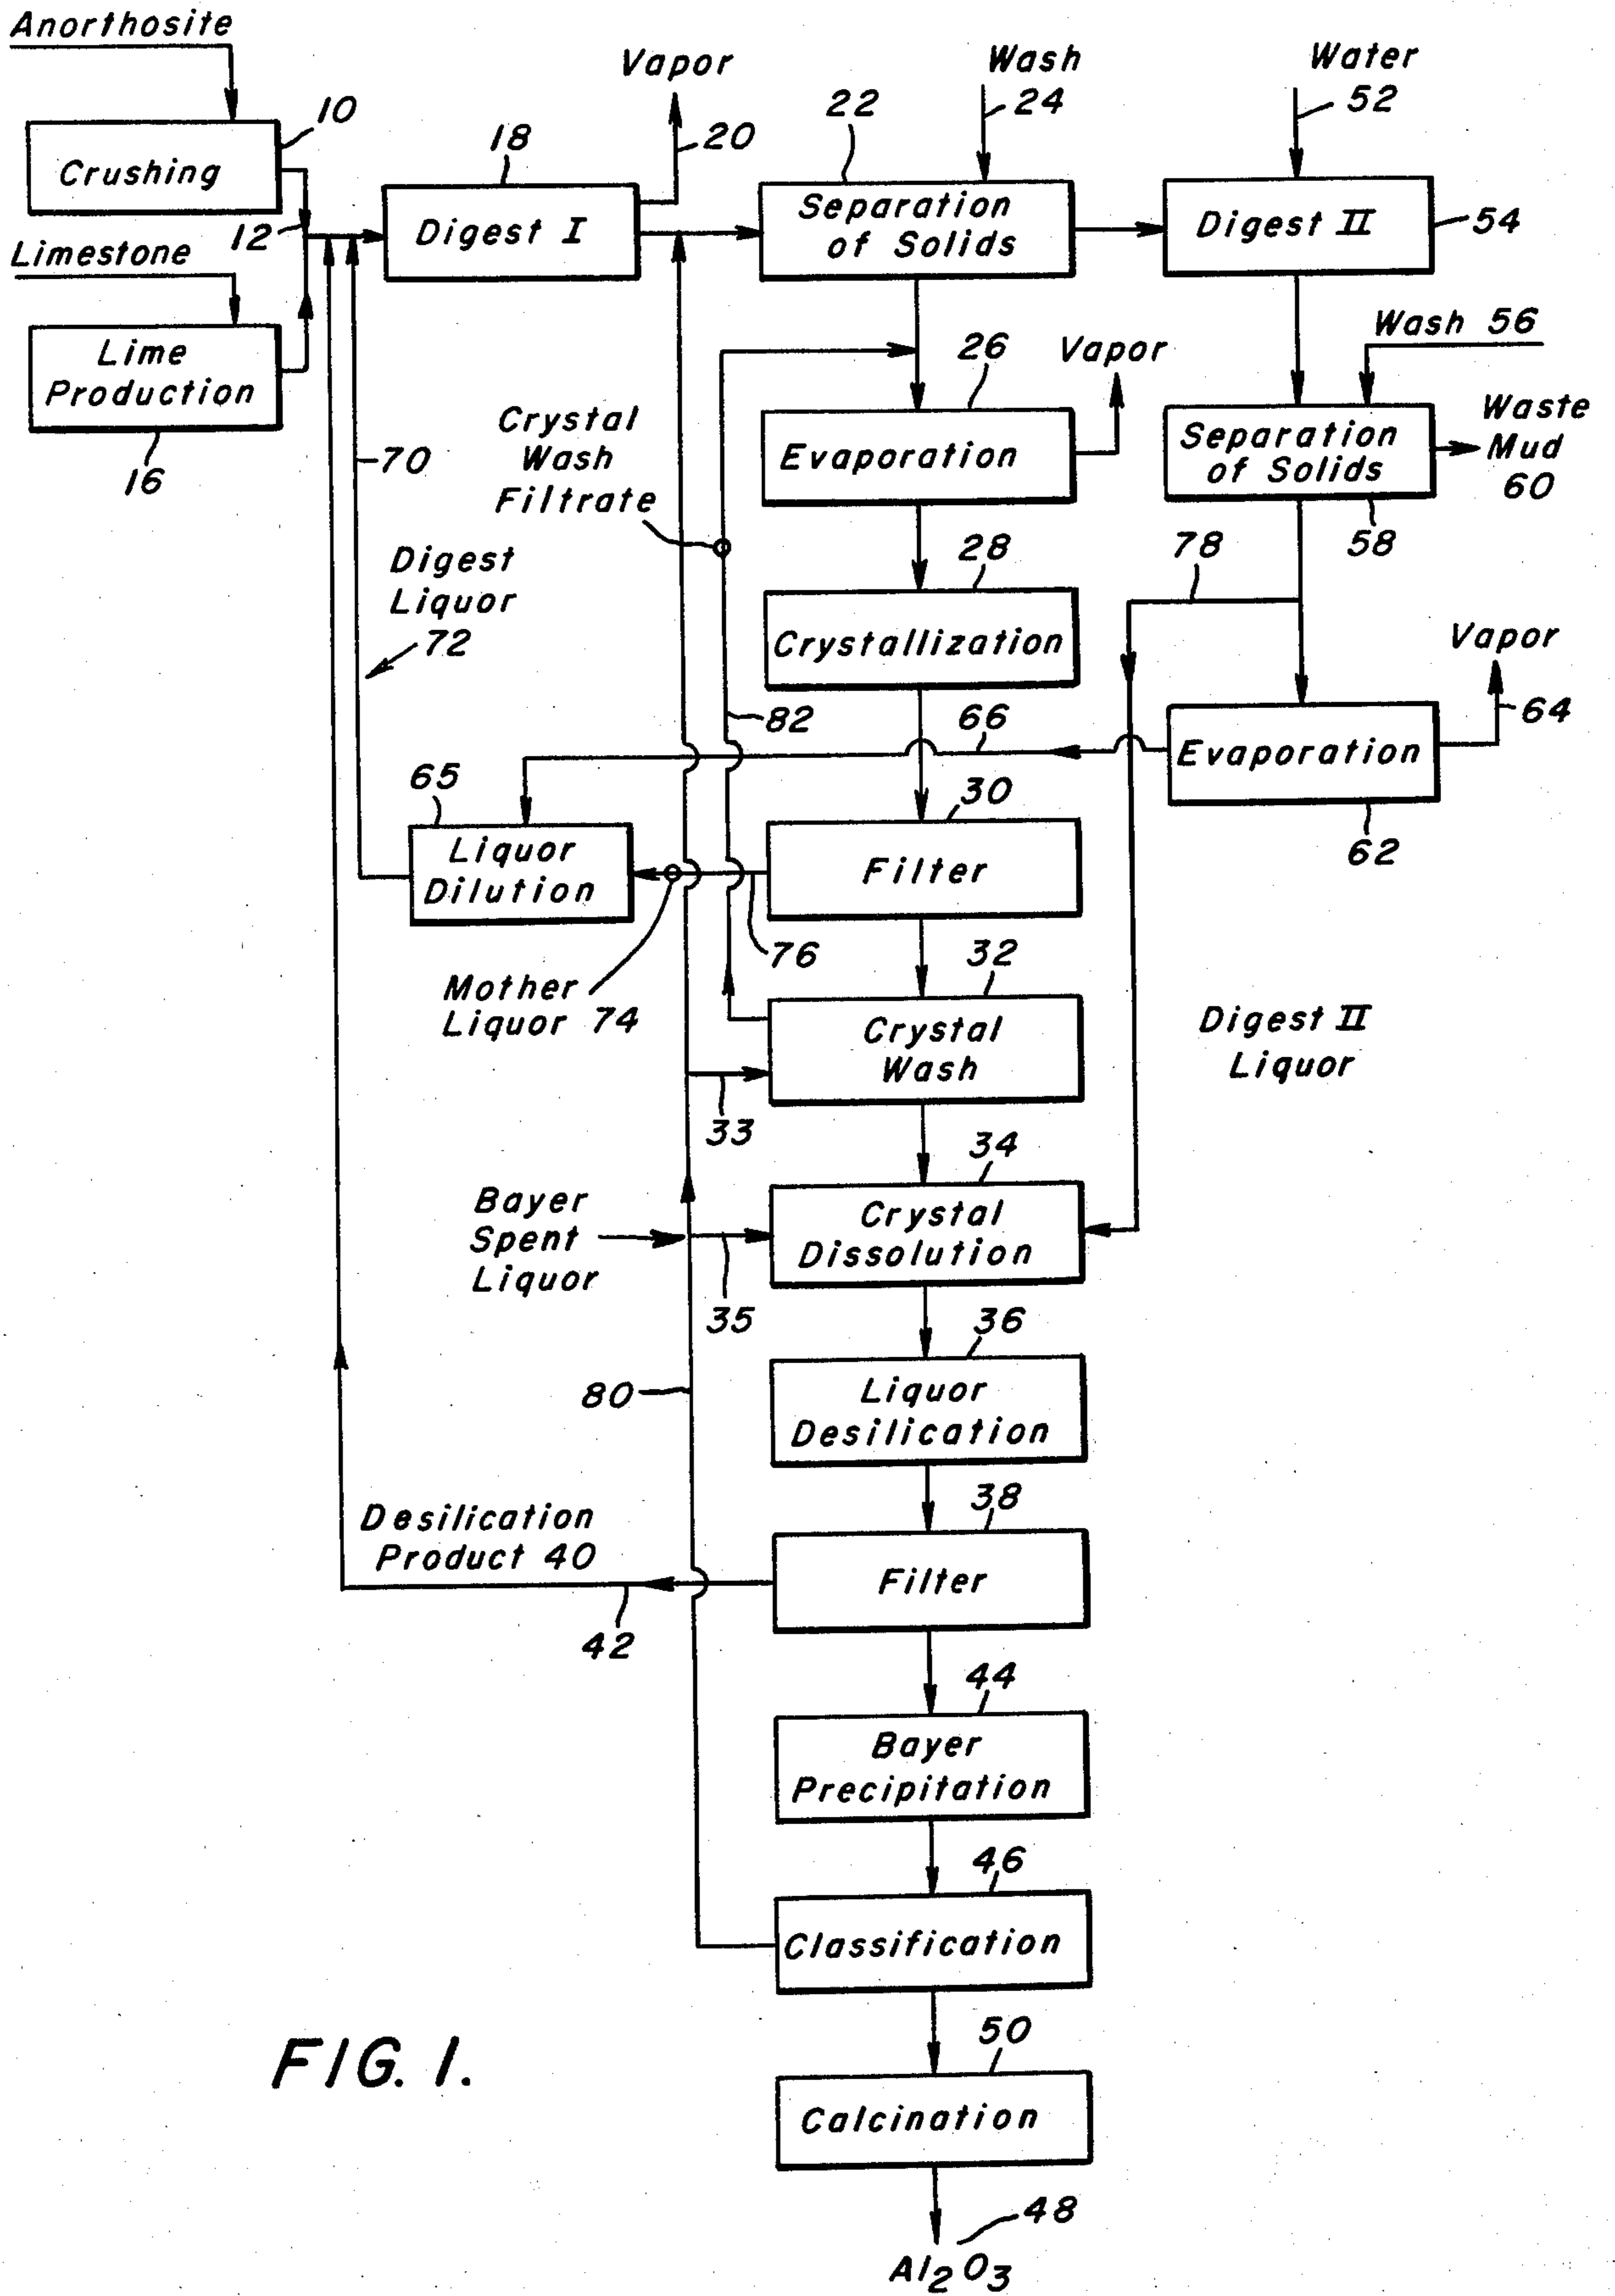 Anorthosite
10
Crushing
12
Limestone
Lime
Production
16
18
Digest I
Vapor
20
22
Wash
24
Separation
of Solids
Water
52
Digest II
54
Wash 56
Separation
of Solids
58
Waste
Mud
60
26
Vapor
Evaporation
Crystal
Wash
Filtrate
70
Digest
Liquor
72
28
Crystallization
78
Vapor
64
Evaporation
62
82
66
65
Liquor
Dilution
30
Filter
76
Mother
Liquor 74
32
Crystal
Wash
33
Digest II
Liquor
34
Crystal
Dissolution
Bayer
Spent
Liquor
35
36
Liquor
Desilication
80
38
Filter
Desilication
Product 40
42
44
Bayer
Precipitation
46
Classification
50
Calcination
48
Al2O3
FIG. 1.